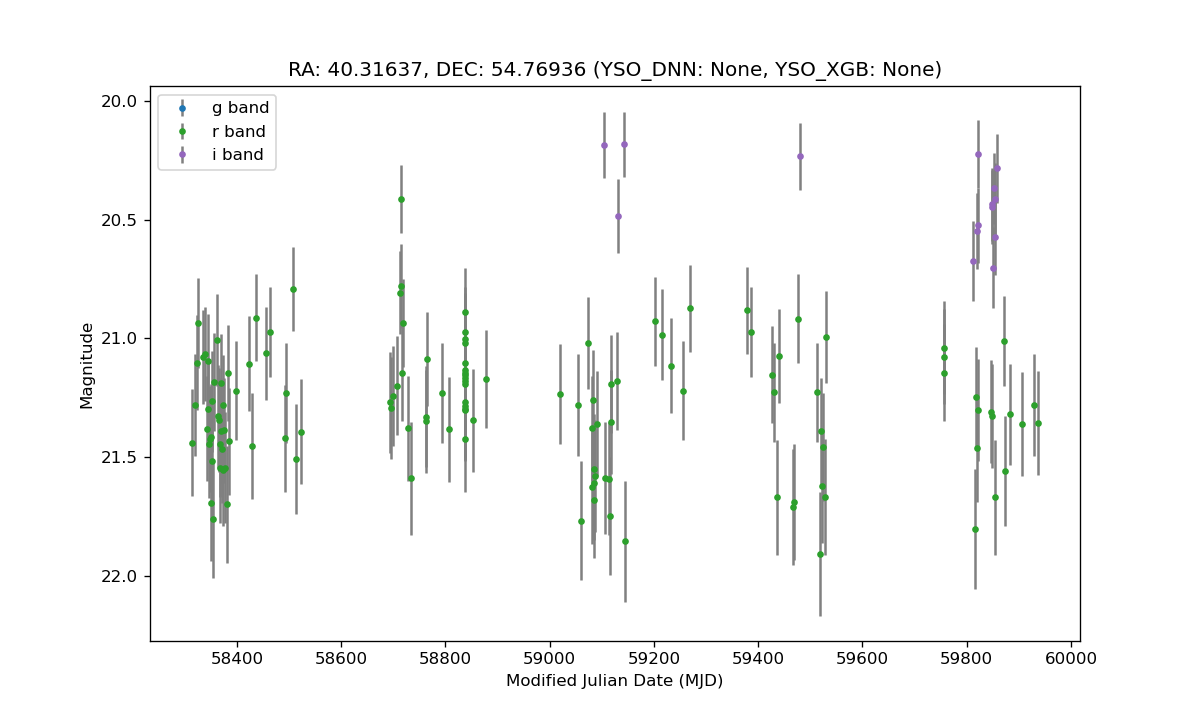 RA: 40.31637, DEC: 54.76936 (YSO_DNN: None, YSO_XGB: None)
g band
r band
i band
20.0
20.5
21.0
21.5
22.0
Magnitude
58400 58600 58800 59000 59200 59400 59600 59800 60000
Modified Julian Date (MJD)